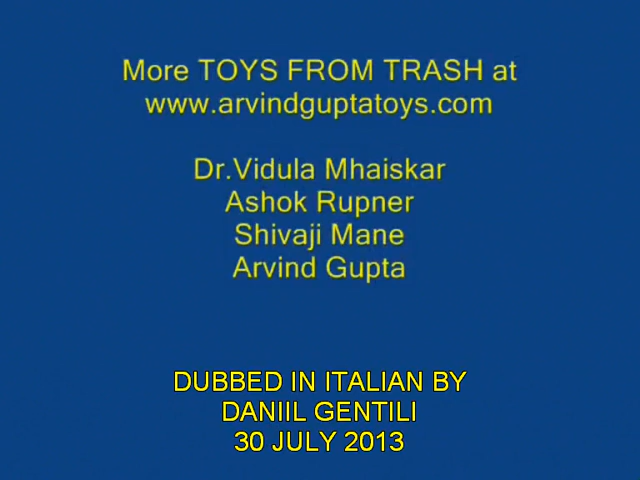 More TOYS FROM TRASH at
www.arvindguptatoys.com
Dr.Vidula Mhaiskar
Ashok Rupner
Shivaji Mane
Arvind Gupta
DUBBED IN ITALIAN BY
DANIIL GENTILI
30 JULY 2013